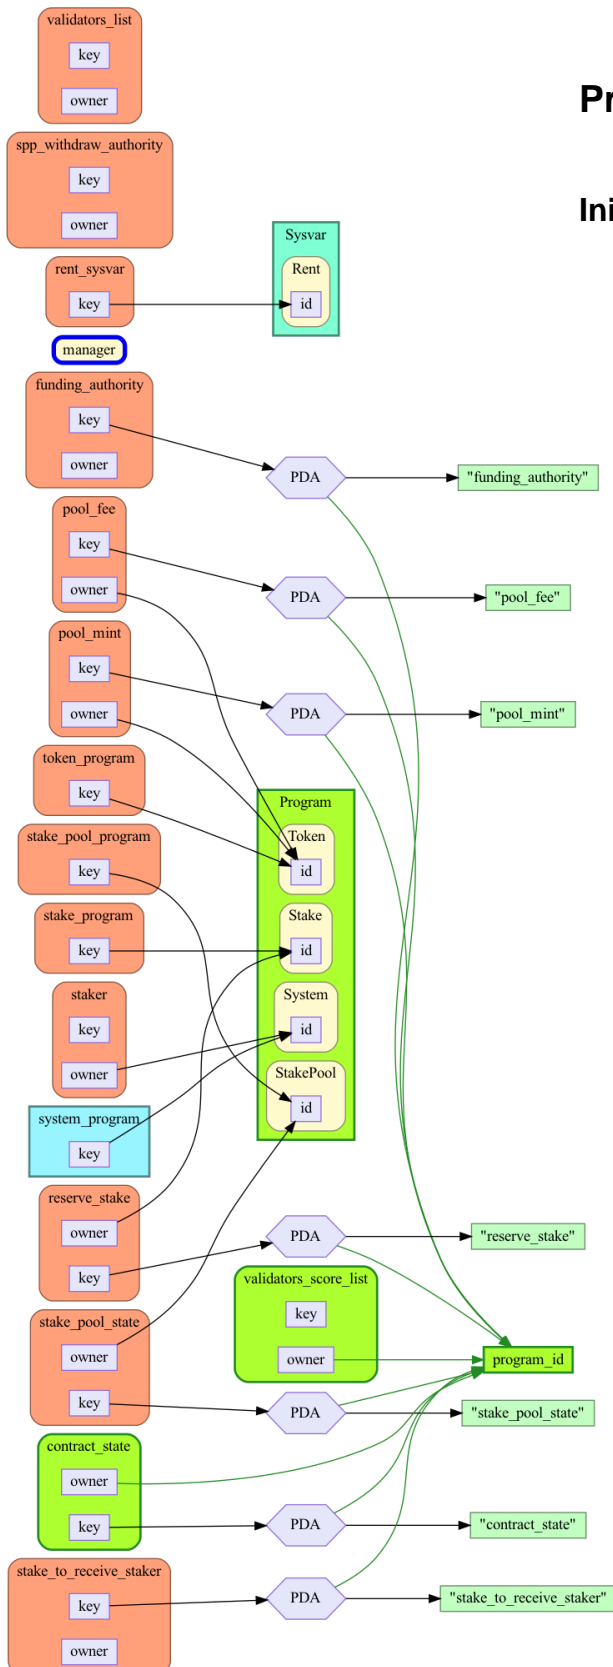 validators_list
key
owner
Pr
spp_withdraw_authority
key
owner
Ini
Sysvar
rent_sysvar
Rent
key
id
manager
funding_authority
key
owner
PDA
"funding_authority"
pool_fee
key
owner
PDA
"pool_fee"
pool_mint
key
owner
PDA
"pool_mint"
token_program
key
Program
Token
id
stake_pool_program
key
stake_program
key
Stake
id
staker
key
owner
System
id
StakePool
id
system_program
key
reserve_stake
owner
key
PDA
"reserve_stake"
validators_score_list
key
owner
program_id
stake_pool_state
owner
key
PDA
"stake_pool_state"
contract_state
owner
key
PDA
"contract_state"
stake_to_receive_staker
key
owner
PDA
"stake_to_receive_staker"